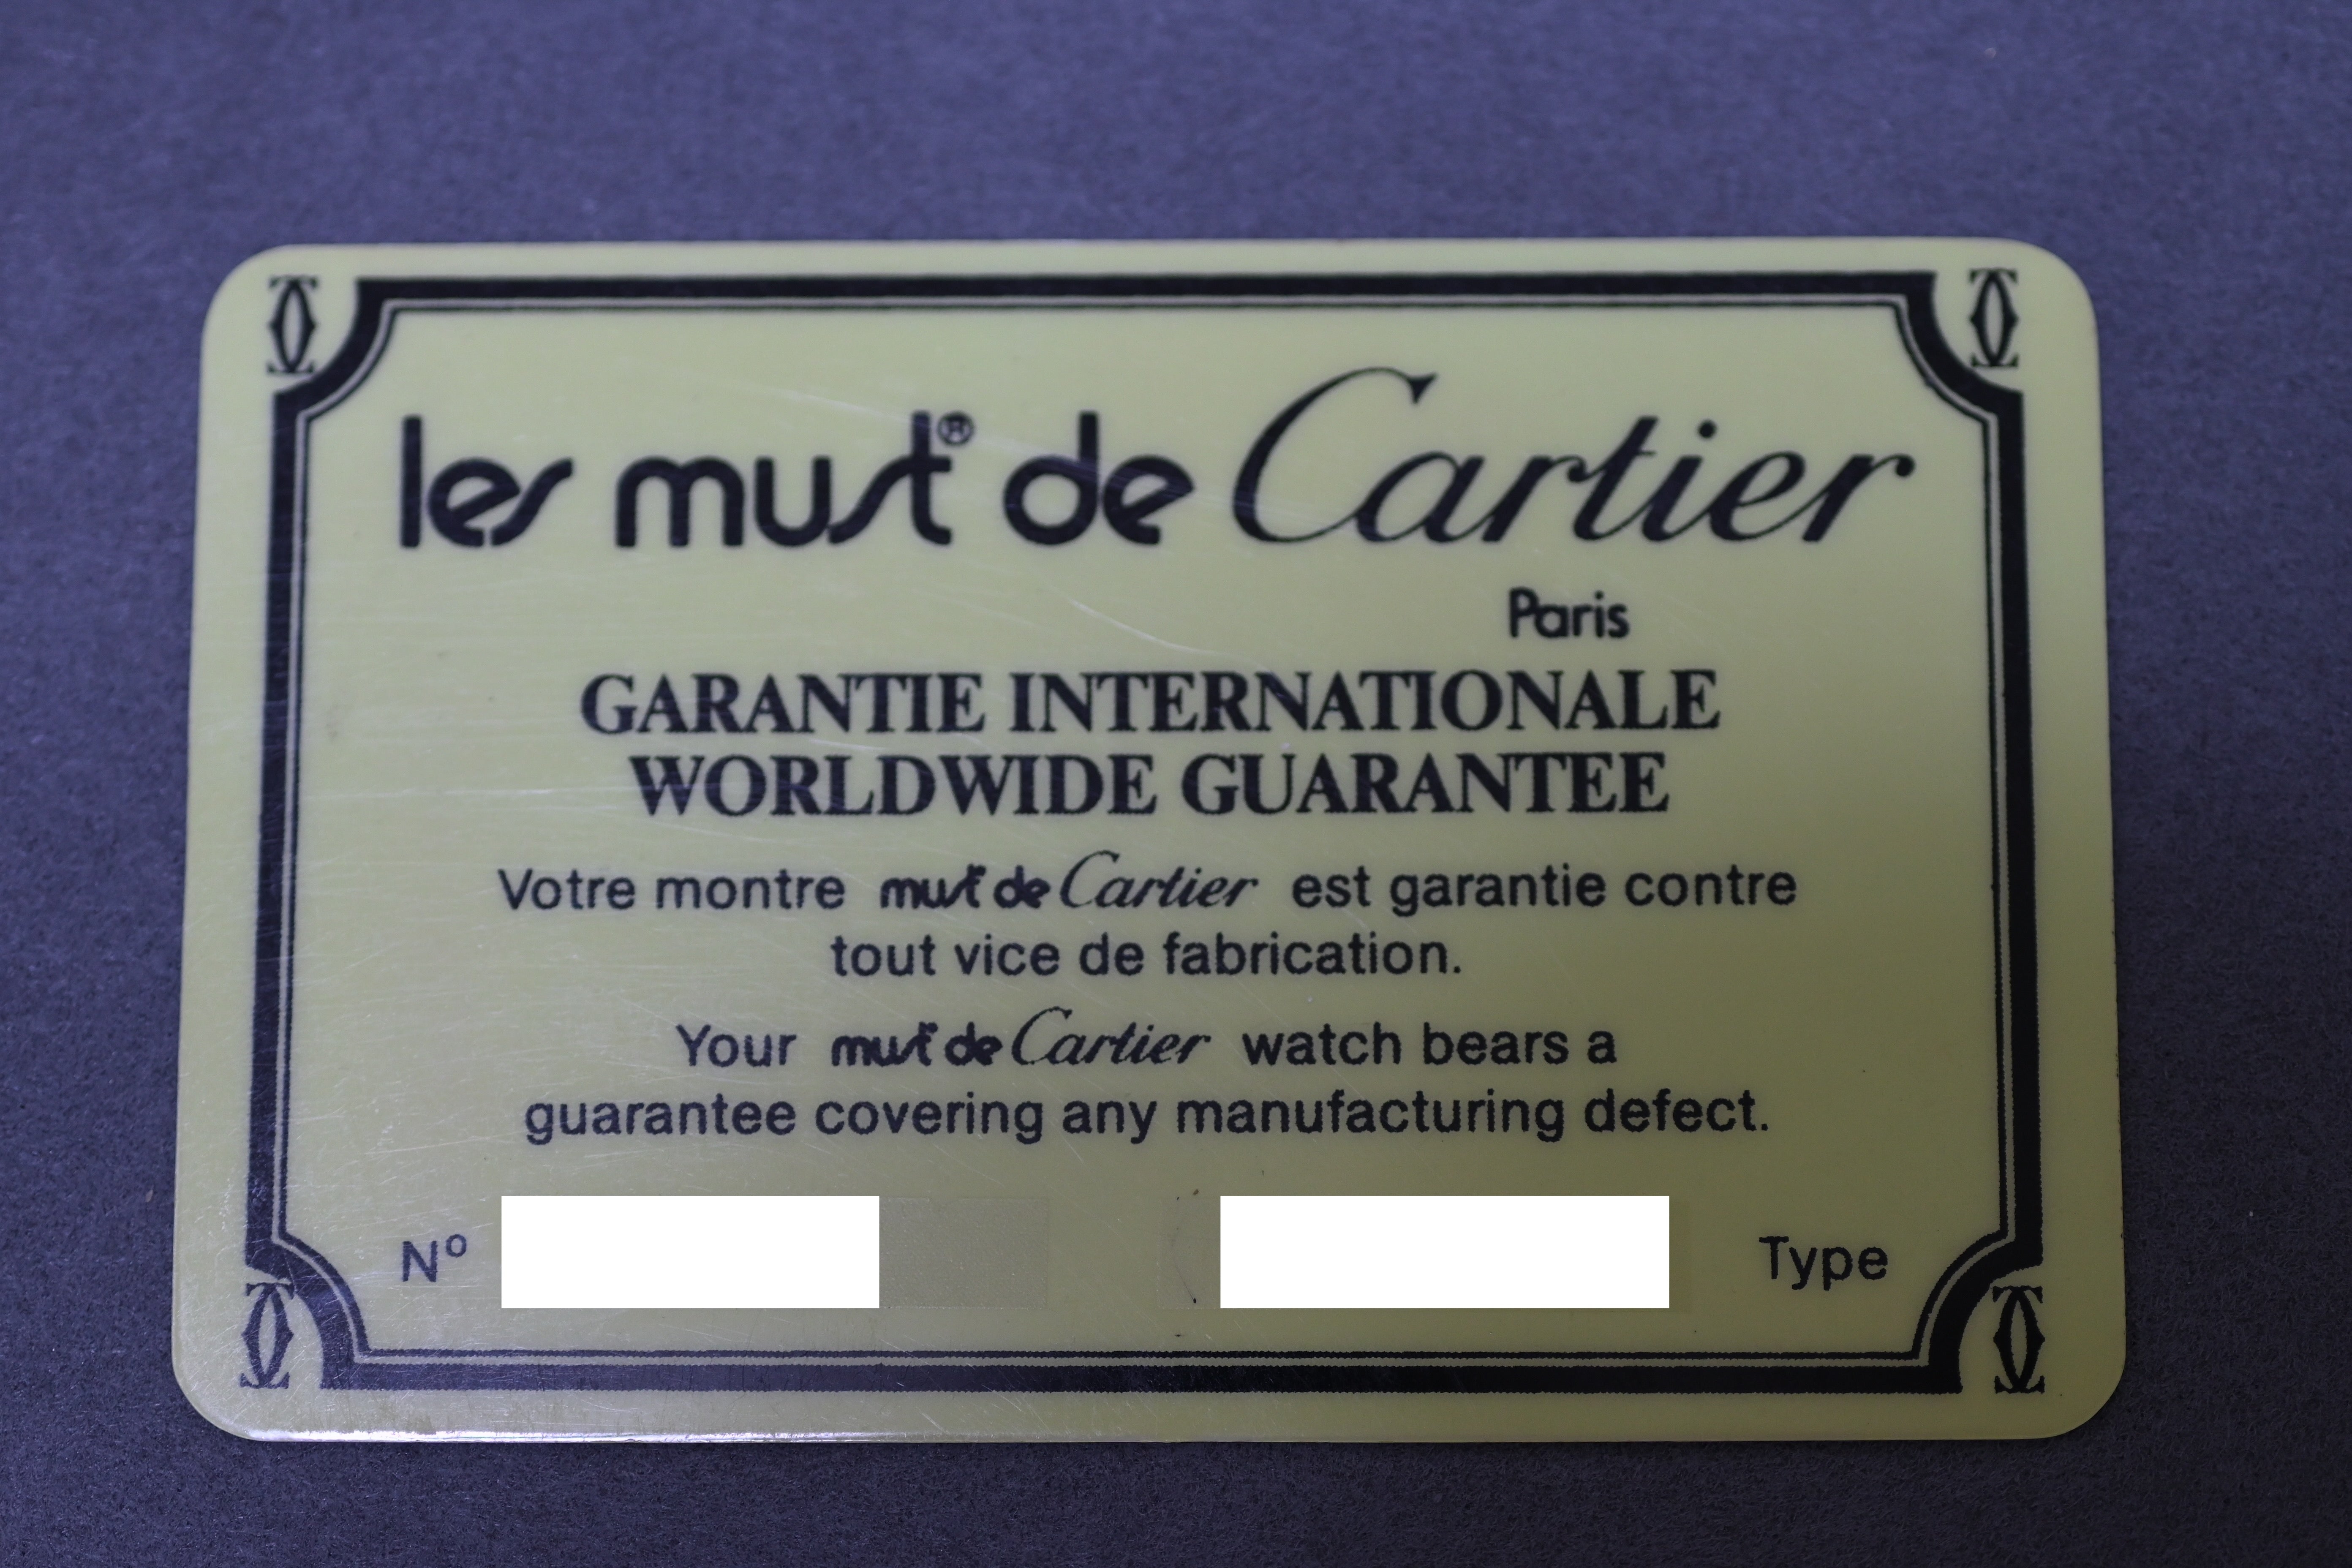 les must® de Cartier
Paris
GARANTIE INTERNATIONALE
WORLDWIDE GUARANTEE
Votre montre must de Cartier est garantie contre
tout vice de fabrication.
Your must de Cartier watch bears a
guarantee covering any manufacturing defect.
Nº Type